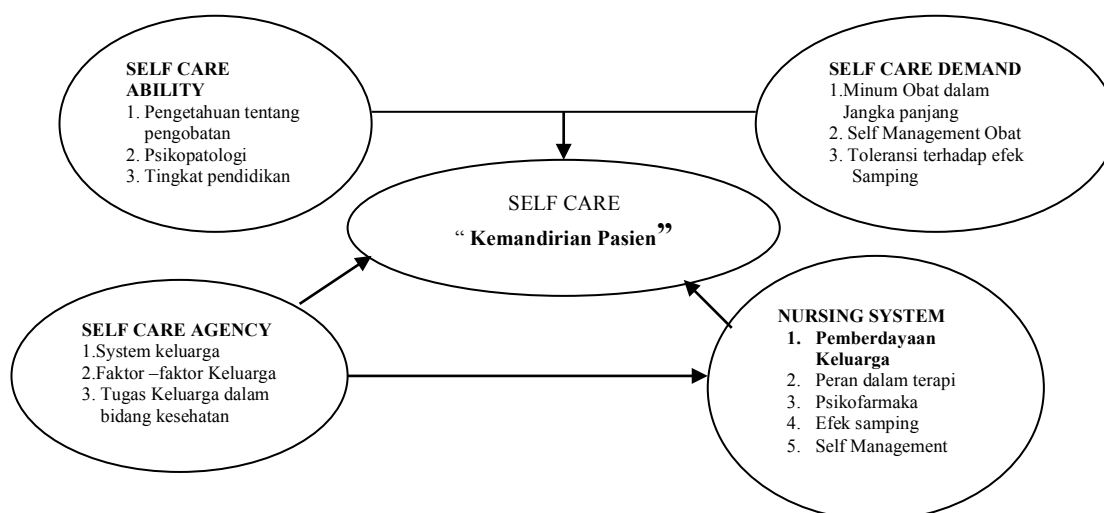 SELF CARE
ABILITY
1. Pengetahuan tentang
pengobatan
2. Psikopatologi
3. Tingkat pendidikan
SELF CARE DEMAND
1.Minum Obat dalam
Jangka panjang
2. Self Management Obat
3. Toleransi terhadap efek
Samping
SELF CARE
“ Kemandirian Pasien”
SELF CARE AGENCY
1.System keluarga
2.Faktor –faktor Keluarga
3. Tugas Keluarga dalam
bidang kesehatan
NURSING SYSTEM
1. Pemberdayaan
Keluarga
2. Peran dalam terapi
3. Psikofarmaka
4. Efek samping
5. Self Management